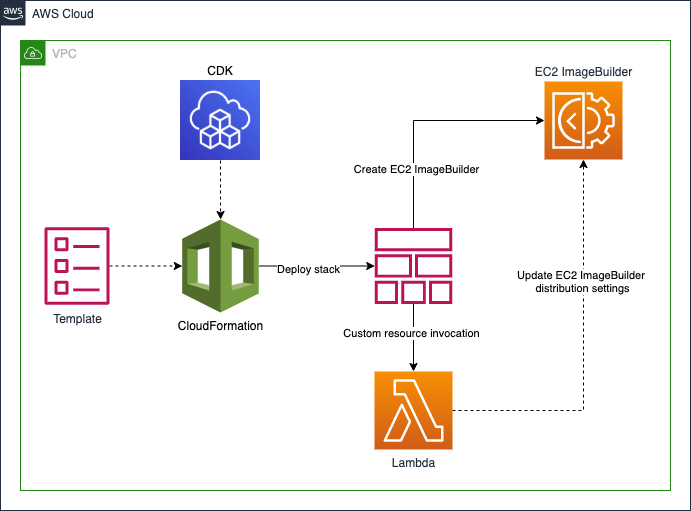 aws
AWS Cloud
VPC
CDK
EC2 ImageBuilder
Create EC2 ImageBuilder
Deploy stack
Update EC2 ImageBuilder
distribution settings
Template
CloudFormation
Custom resource invocation
Lambda